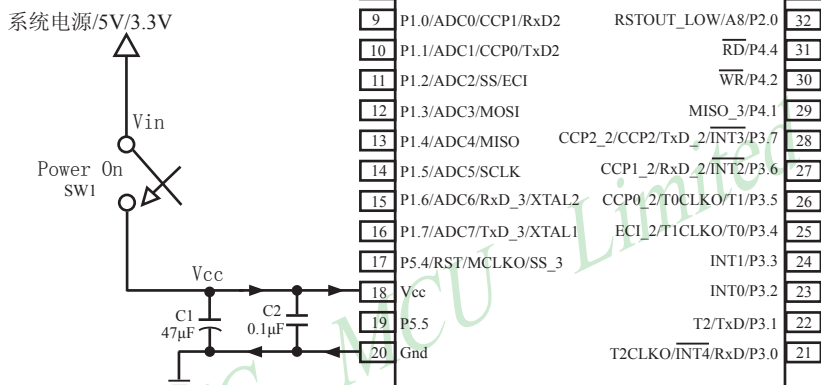 系统电源/5V/3.3V
Vin
Power On
SW1
Vcc
C1
47μF
C2
0.1μF
9 P1.0/ADC0/CCP1/RxD2
10 P1.1/ADC1/CCP0/TxD2
11 P1.2/ADC2/SS/ECI
12 P1.3/ADC3/MOSI
13 P1.4/ADC4/MISO
14 P1.5/ADC5/SCLK
15 P1.6/ADC6/RxD_3/XTAL2
16 P1.7/ADC7/TxD_3/XTAL1
17 P5.4/RST/MCLKO/SS_3
18 Vcc
19 P5.5
20 Gnd
RSTOUT_LOW/A8/P2.0 32
RD/P4.4 31
WR/P4.2 30
MISO_3/P4.1 29
CCP2_2/CCP2/TxD_2/INT3/P3.7 28
CCP1_2/RxD_2/INT2/P3.6 27
CCP0_2/T0CLKO/T1/P3.5 26
ECI_2/T1CLKO/T0/P3.4 25
INT1/P3.3 24
INT0/P3.2 23
T2/TxD/P3.1 22
T2CLKO/INT4/RxD/P3.0 21
MCU Limited